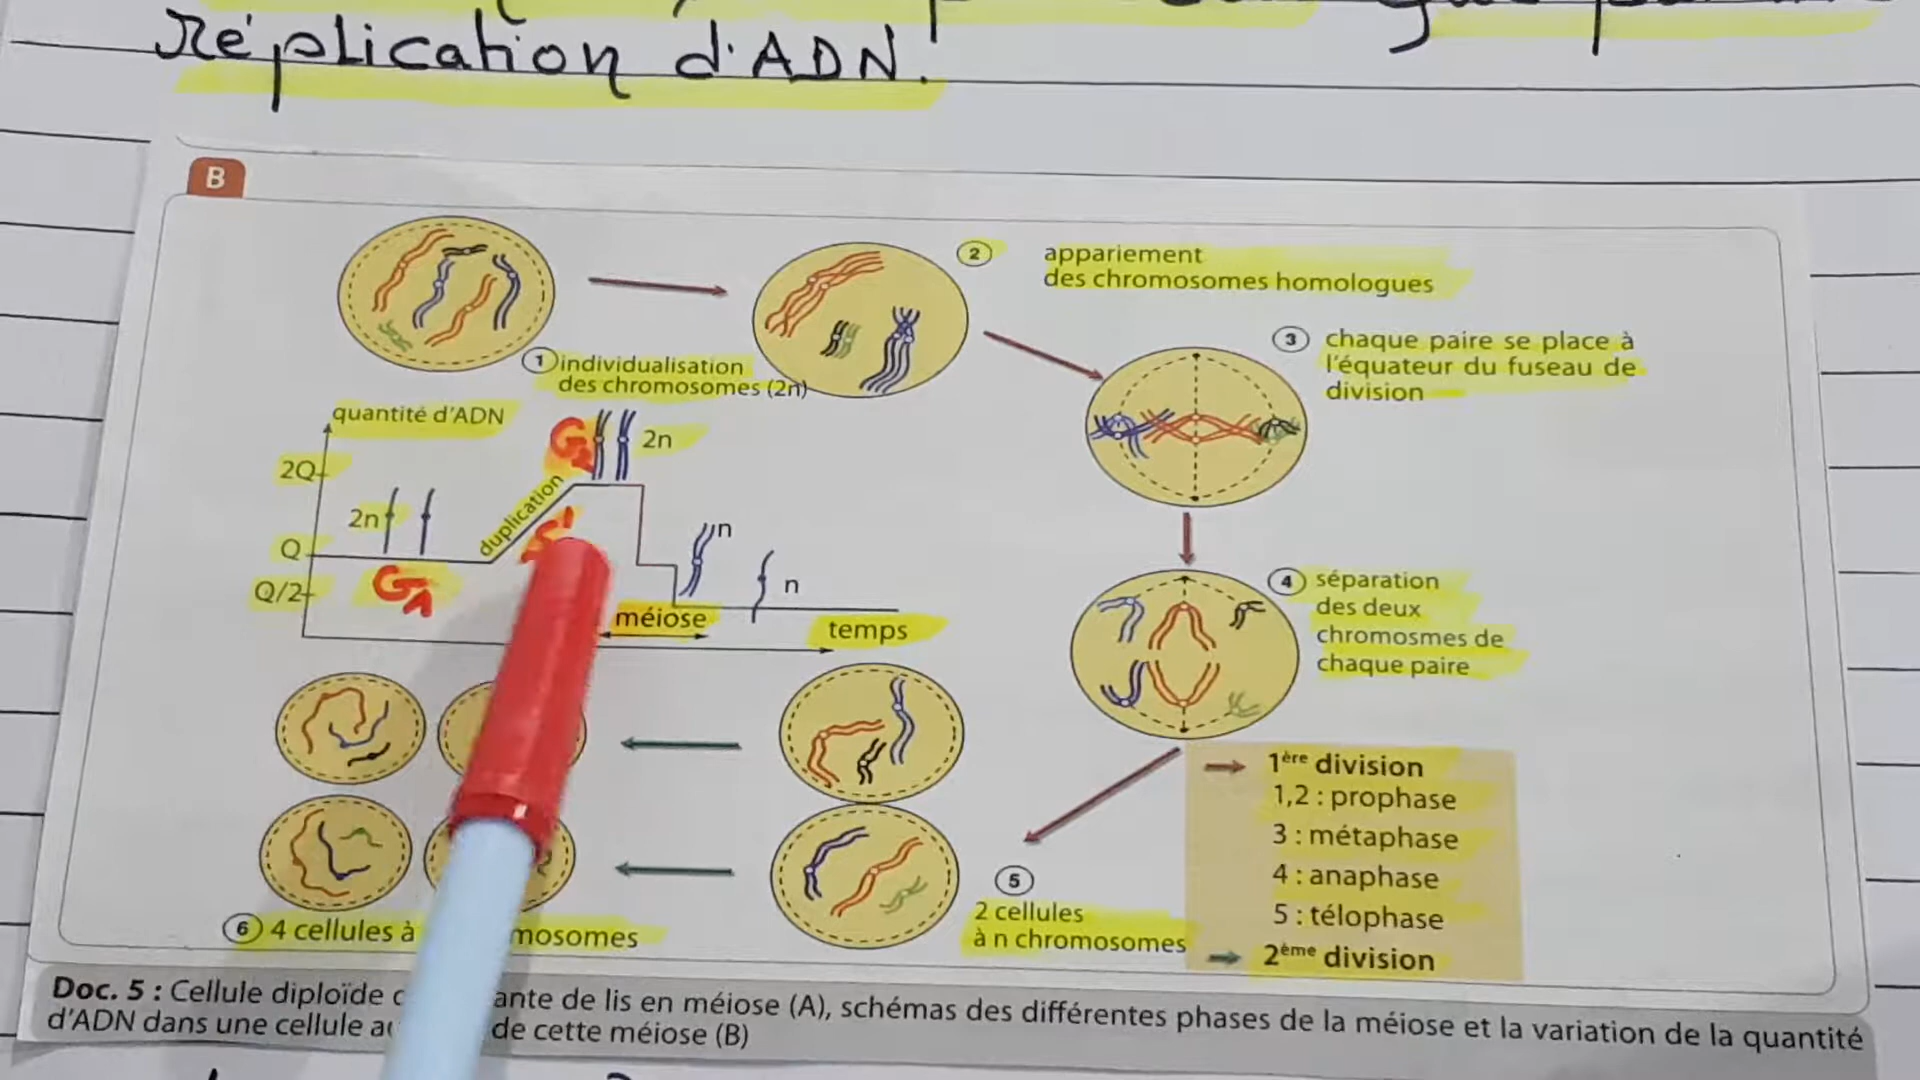 Réplication d'ADN.
B
2 appariement
des chromosomes homologues
3 chaque paire se place à
l'équateur du fuseau de
division
1 individualisation
des chromosomes (2n)
quantité d'ADN
2Q
Q
Q/2
2n
G1
duplication
S
G2
2n
n
n
méiose
temps
4 séparation
des deux
chromosmes de
chaque paire
1ère division
1,2 : prophase
3 : métaphase
4 : anaphase
5 : télophase
2ème division
5
2 cellules
à n chromosomes
6 4 cellules à mosomes
Doc. 5 : Cellule diploïde ante de lis en méiose (A), schémas des différentes phases de la méiose et la variation de la quantité
d'ADN dans une cellule de cette méiose (B)